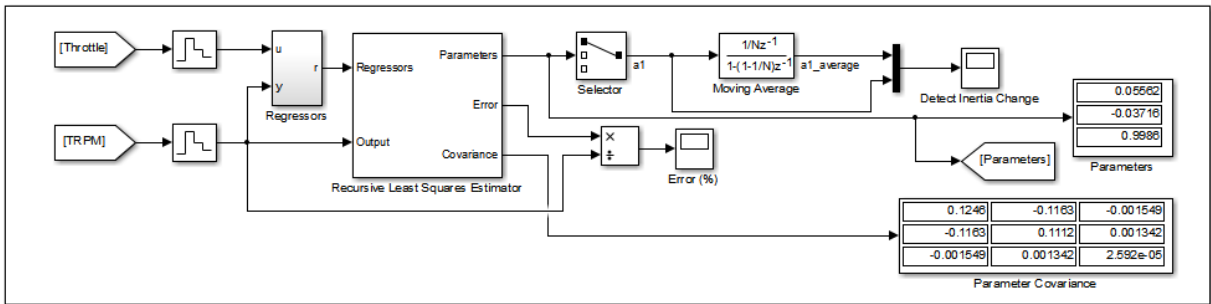 [Throttle]
u
y
r
Regressors
[TRPM]
Regressors
Output
Parameters
Error
Covariance
Recursive Least Squares Estimator
Selector
a1
1/Nz-1
1-(1-1/N)z-1
Moving Average
a1_average
Detect Inertia Change
×
÷
Error (%)
[Parameters]
0.05562
-0.03716
0.9986
Parameters
0.1246 -0.1163 -0.001549
-0.1163 0.1112 0.001342
-0.001549 0.001342 2.592e-05
Parameter Covariance